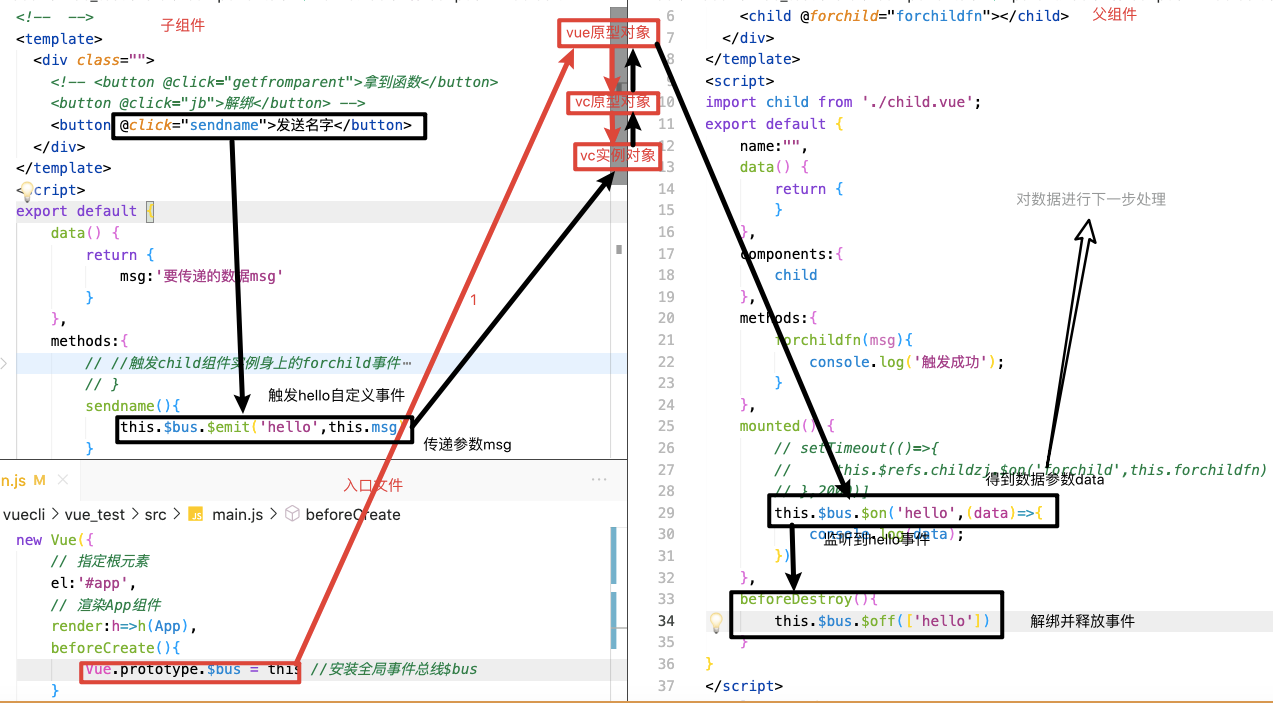 <!--  -->
子组件
<template>
<div class="">
<!-- <button @click="getfromparent">拿到函数</button>
<button @click="jb">解绑</button> -->
<button @click="sendname">发送名字</button>
</div>
</template>
cript>
export default {
data() {
return {
msg:'要传递的数据msg'
}
},
methods:{
// //触发child组件实例身上的forchild事件…
// }
触发hello自定义事件
sendname(){
this.$bus.$emit('hello',this.msg
传递参数msg
}
vue原型对象
vc原型对象
vc实例对象
1
n.js M
入口文件
...
vuecli > vue_test > src > JS main.js > beforeCreate
new Vue({
// 指定根元素
el:'#app',
// 渲染App组件
render:h=>h(App),
beforeCreate(){
Vue.prototype.$bus = this //安装全局事件总线$bus
}
6 <child @forchild="forchildfn"></child>
父组件
7 </div>
8 </template>
<script>
10 import child from './child.vue';
11 export default {
12 name:"",
13 data() {
14 return {
15 }
16 },
对数据进行下一步处理
17 components:{
18 child
19 },
20 methods:{
21 forchildfn(msg){
22 console.log('触发成功');
23 }
24 },
25 mounted() {
26 // setTimeout(()=>{
27 // this.$refs.childzj.$on('forchild',this.forchildfn)
28 // },200)]
得到数据参数data
29 this.$bus.$on('hello',(data)=>{
30 console.log(data);
监听到hello事件
31 })
32 },
33 beforeDestroy(){
34 this.$bus.$off(['hello'])
解绑并释放事件
35 }
36 }
37 </script>